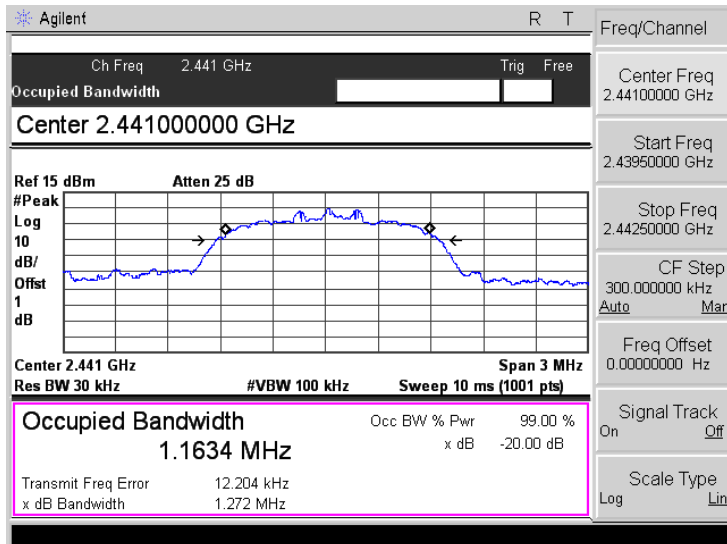 Agilent R T
Freq/Channel
Ch Freq 2.441 GHz Trig Free
Occupied Bandwidth
Center 2.441000000 GHz
Ref 15 dBm Atten 25 dB
#Peak
Log
10
dB/
Offst
1
dB
Center 2.441 GHz Span 3 MHz
Res BW 30 kHz #VBW 100 kHz Sweep 10 ms (1001 pts)
Occupied Bandwidth Occ BW % Pwr 99.00 %
1.1634 MHz x dB -20.00 dB
Transmit Freq Error 12.204 kHz
x dB Bandwidth 1.272 MHz
Center Freq
2.44100000 GHz
Start Freq
2.43950000 GHz
Stop Freq
2.44250000 GHz
CF Step
300.000000 kHz
Auto Man
Freq Offset
0.00000000 Hz
Signal Track
On Off
Scale Type
Log Lin